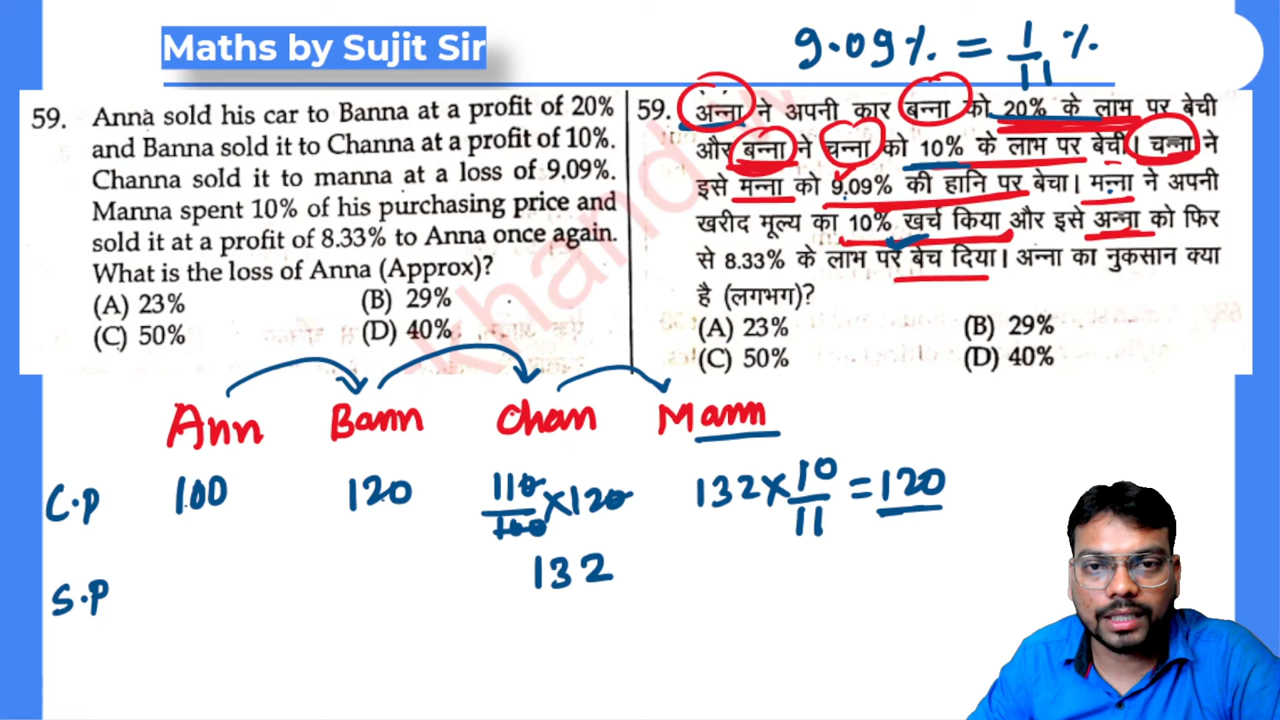 Maths by Sujit Sir
9.09% = 1/11 %
59. Anna sold his car to Banna at a profit of 20%
and Banna sold it to Channa at a profit of 10%.
Channa sold it to manna at a loss of 9.09%.
Manna spent 10% of his purchasing price and
sold it at a profit of 8.33% to Anna once again.
What is the loss of Anna (Approx)?
(A) 23% (B) 29%
(C) 50% (D) 40%
59. अन्ना ने अपनी कार बन्ना को 20% के लाभ पर बेची
और बन्ना ने चन्ना को 10% के लाभ पर बेची। चन्ना ने
इसे मन्ना को 9.09% की हानि पर बेचा। मन्ना ने अपनी
खरीद मूल्य का 10% खर्च किया और इसे अन्ना को फिर
से 8.33% के लाभ पर बेच दिया। अन्ना का नुकसान क्या
है (लगभग)?
(A) 23% (B) 29%
(C) 50% (D) 40%
Ann Bann Chan Mann
C.P 100 120 110/100 × 120 132 × 10/11 = 120
132
S.P